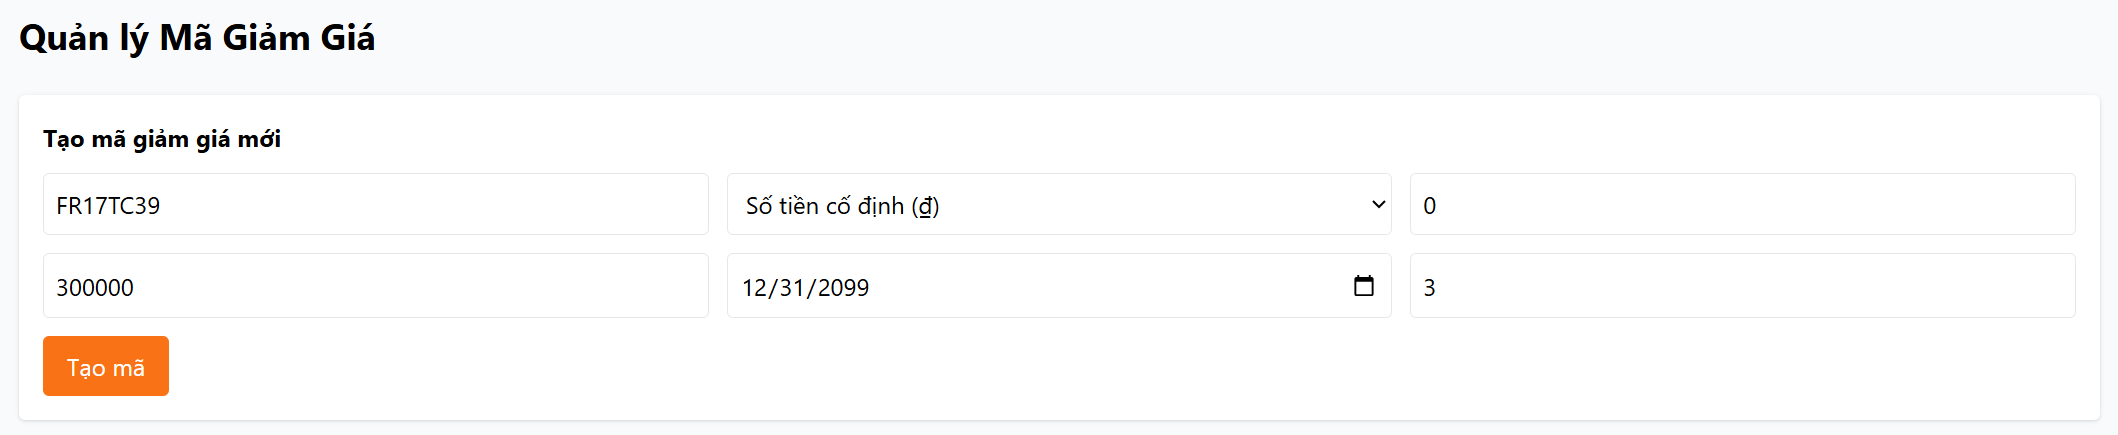 Quản lý Mã Giảm Giá
Tạo mã giảm giá mới
FR17TC39
Số tiền cố định (₫)
0
300000
12/31/2099
3
Tạo mã